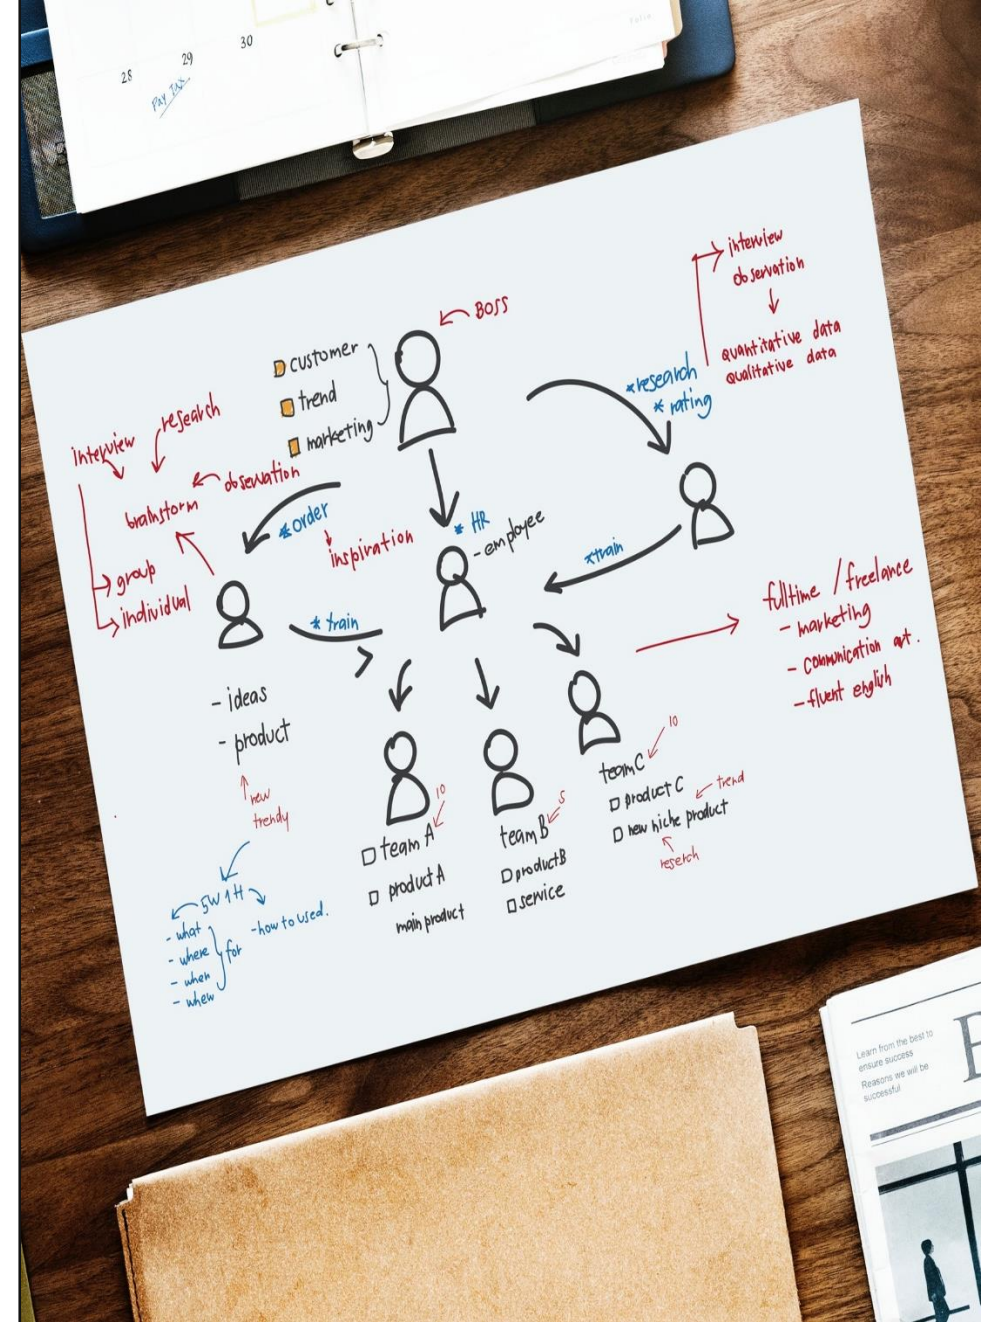 28
29
30
Pay Tax
BOSS
customer
trend
marketing
interview
observation
quantitative data
qualitative data
*research
* rating
research
interview
observation
brainstorm
group
individual
*order
inspiration
* HR
- employee
*train
* train
- ideas
- product
new
trendy
5W 1H
- what
- where
- when
- whew
for
- how to used.
10
team A
product A
main product
5
team B
product B
service
10
team C
product C
trend
new niche product
reserch
fulltime / freelance
- marketing
- communication art.
- fluent english
Learn from the best to
ensure success
Reasons we will be
successful